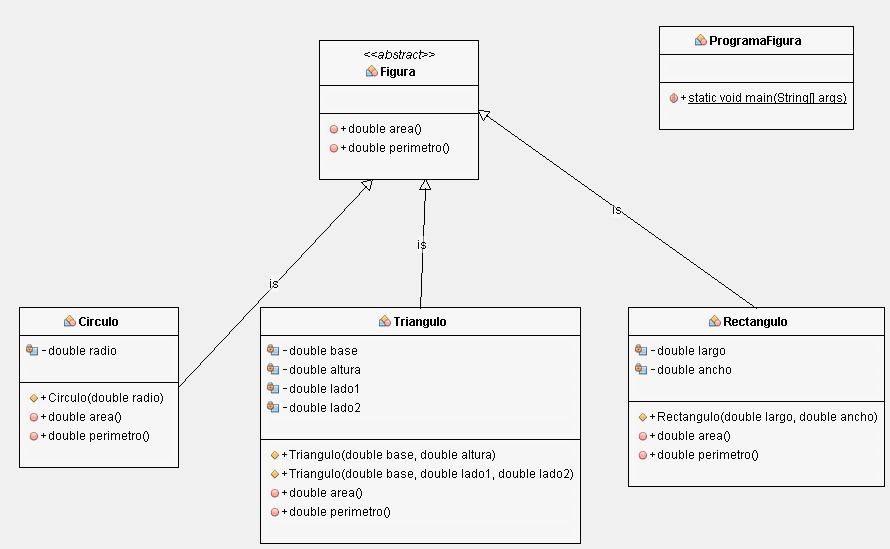 <<abstract>>
Figura
+double area()
+double perimetro()
ProgramaFigura
+static void main(String[] args)
is
is
is
Circulo
-double radio
+Circulo(double radio)
+double area()
+double perimetro()
Triangulo
-double base
-double altura
-double lado1
-double lado2
+Triangulo(double base, double altura)
+Triangulo(double base, double lado1, double lado2)
+double area()
+double perimetro()
Rectangulo
-double largo
-double ancho
+Rectangulo(double largo, double ancho)
+double area()
+double perimetro()